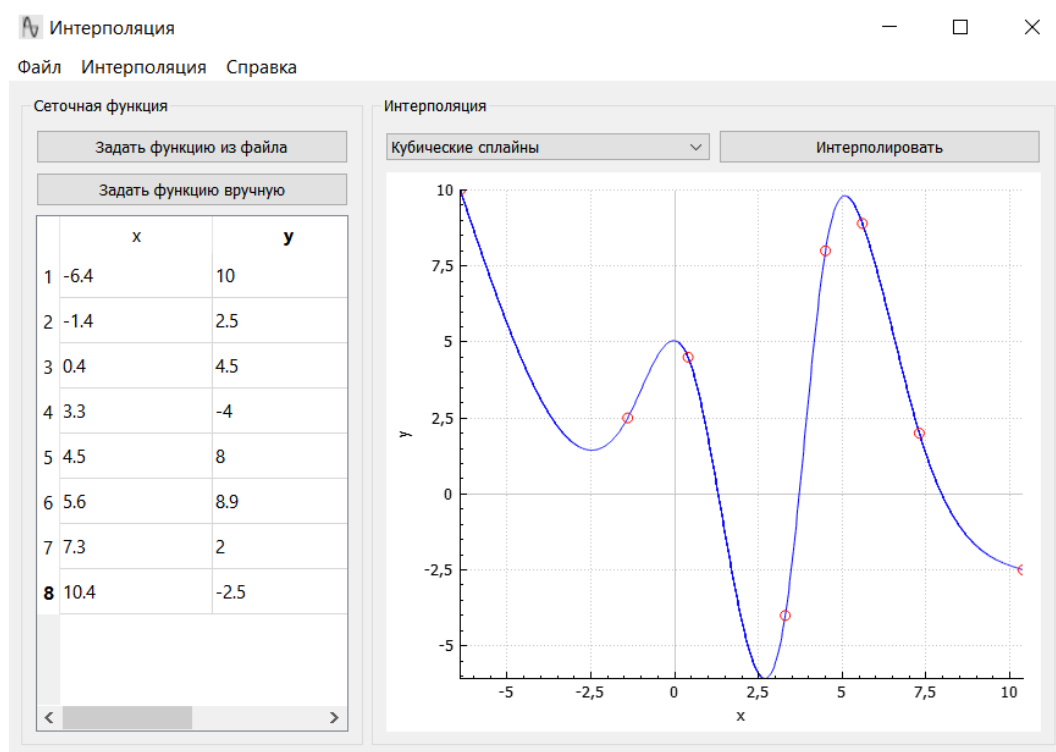 Интерполяция
Файл Интерполяция Справка
Сеточная функция
Задать функцию из файла
Задать функцию вручную
x y
1 -6.4 10
2 -1.4 2.5
3 0.4 4.5
4 3.3 -4
5 4.5 8
6 5.6 8.9
7 7.3 2
8 10.4 -2.5
Интерполяция
Кубические сплайны Интерполировать
10
7,5
5
2,5
0
-2,5
-5
y
-5 -2,5 0 2,5 5 7,5 10
x